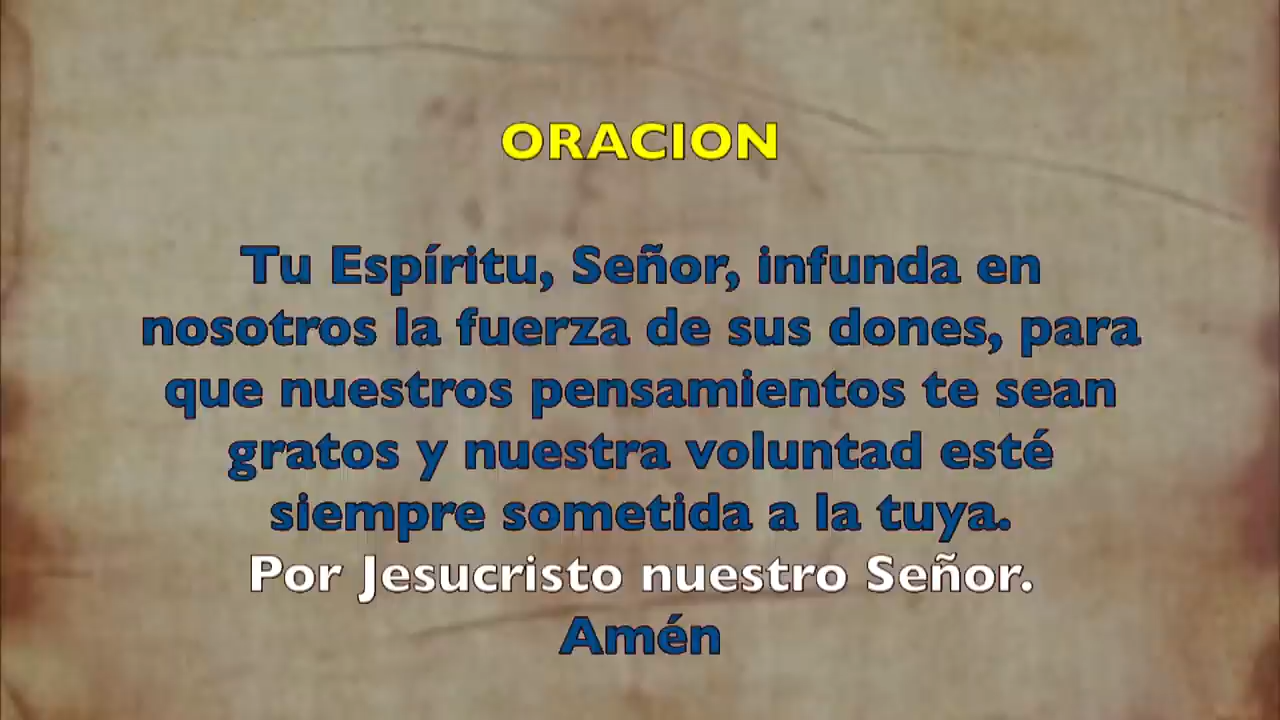 ORACION
Tu Espíritu, Señor, infunda en
nosotros la fuerza de sus dones, para
que nuestros pensamientos te sean
gratos y nuestra voluntad esté
siempre sometida a la tuya.
Por Jesucristo nuestro Señor.
Amén